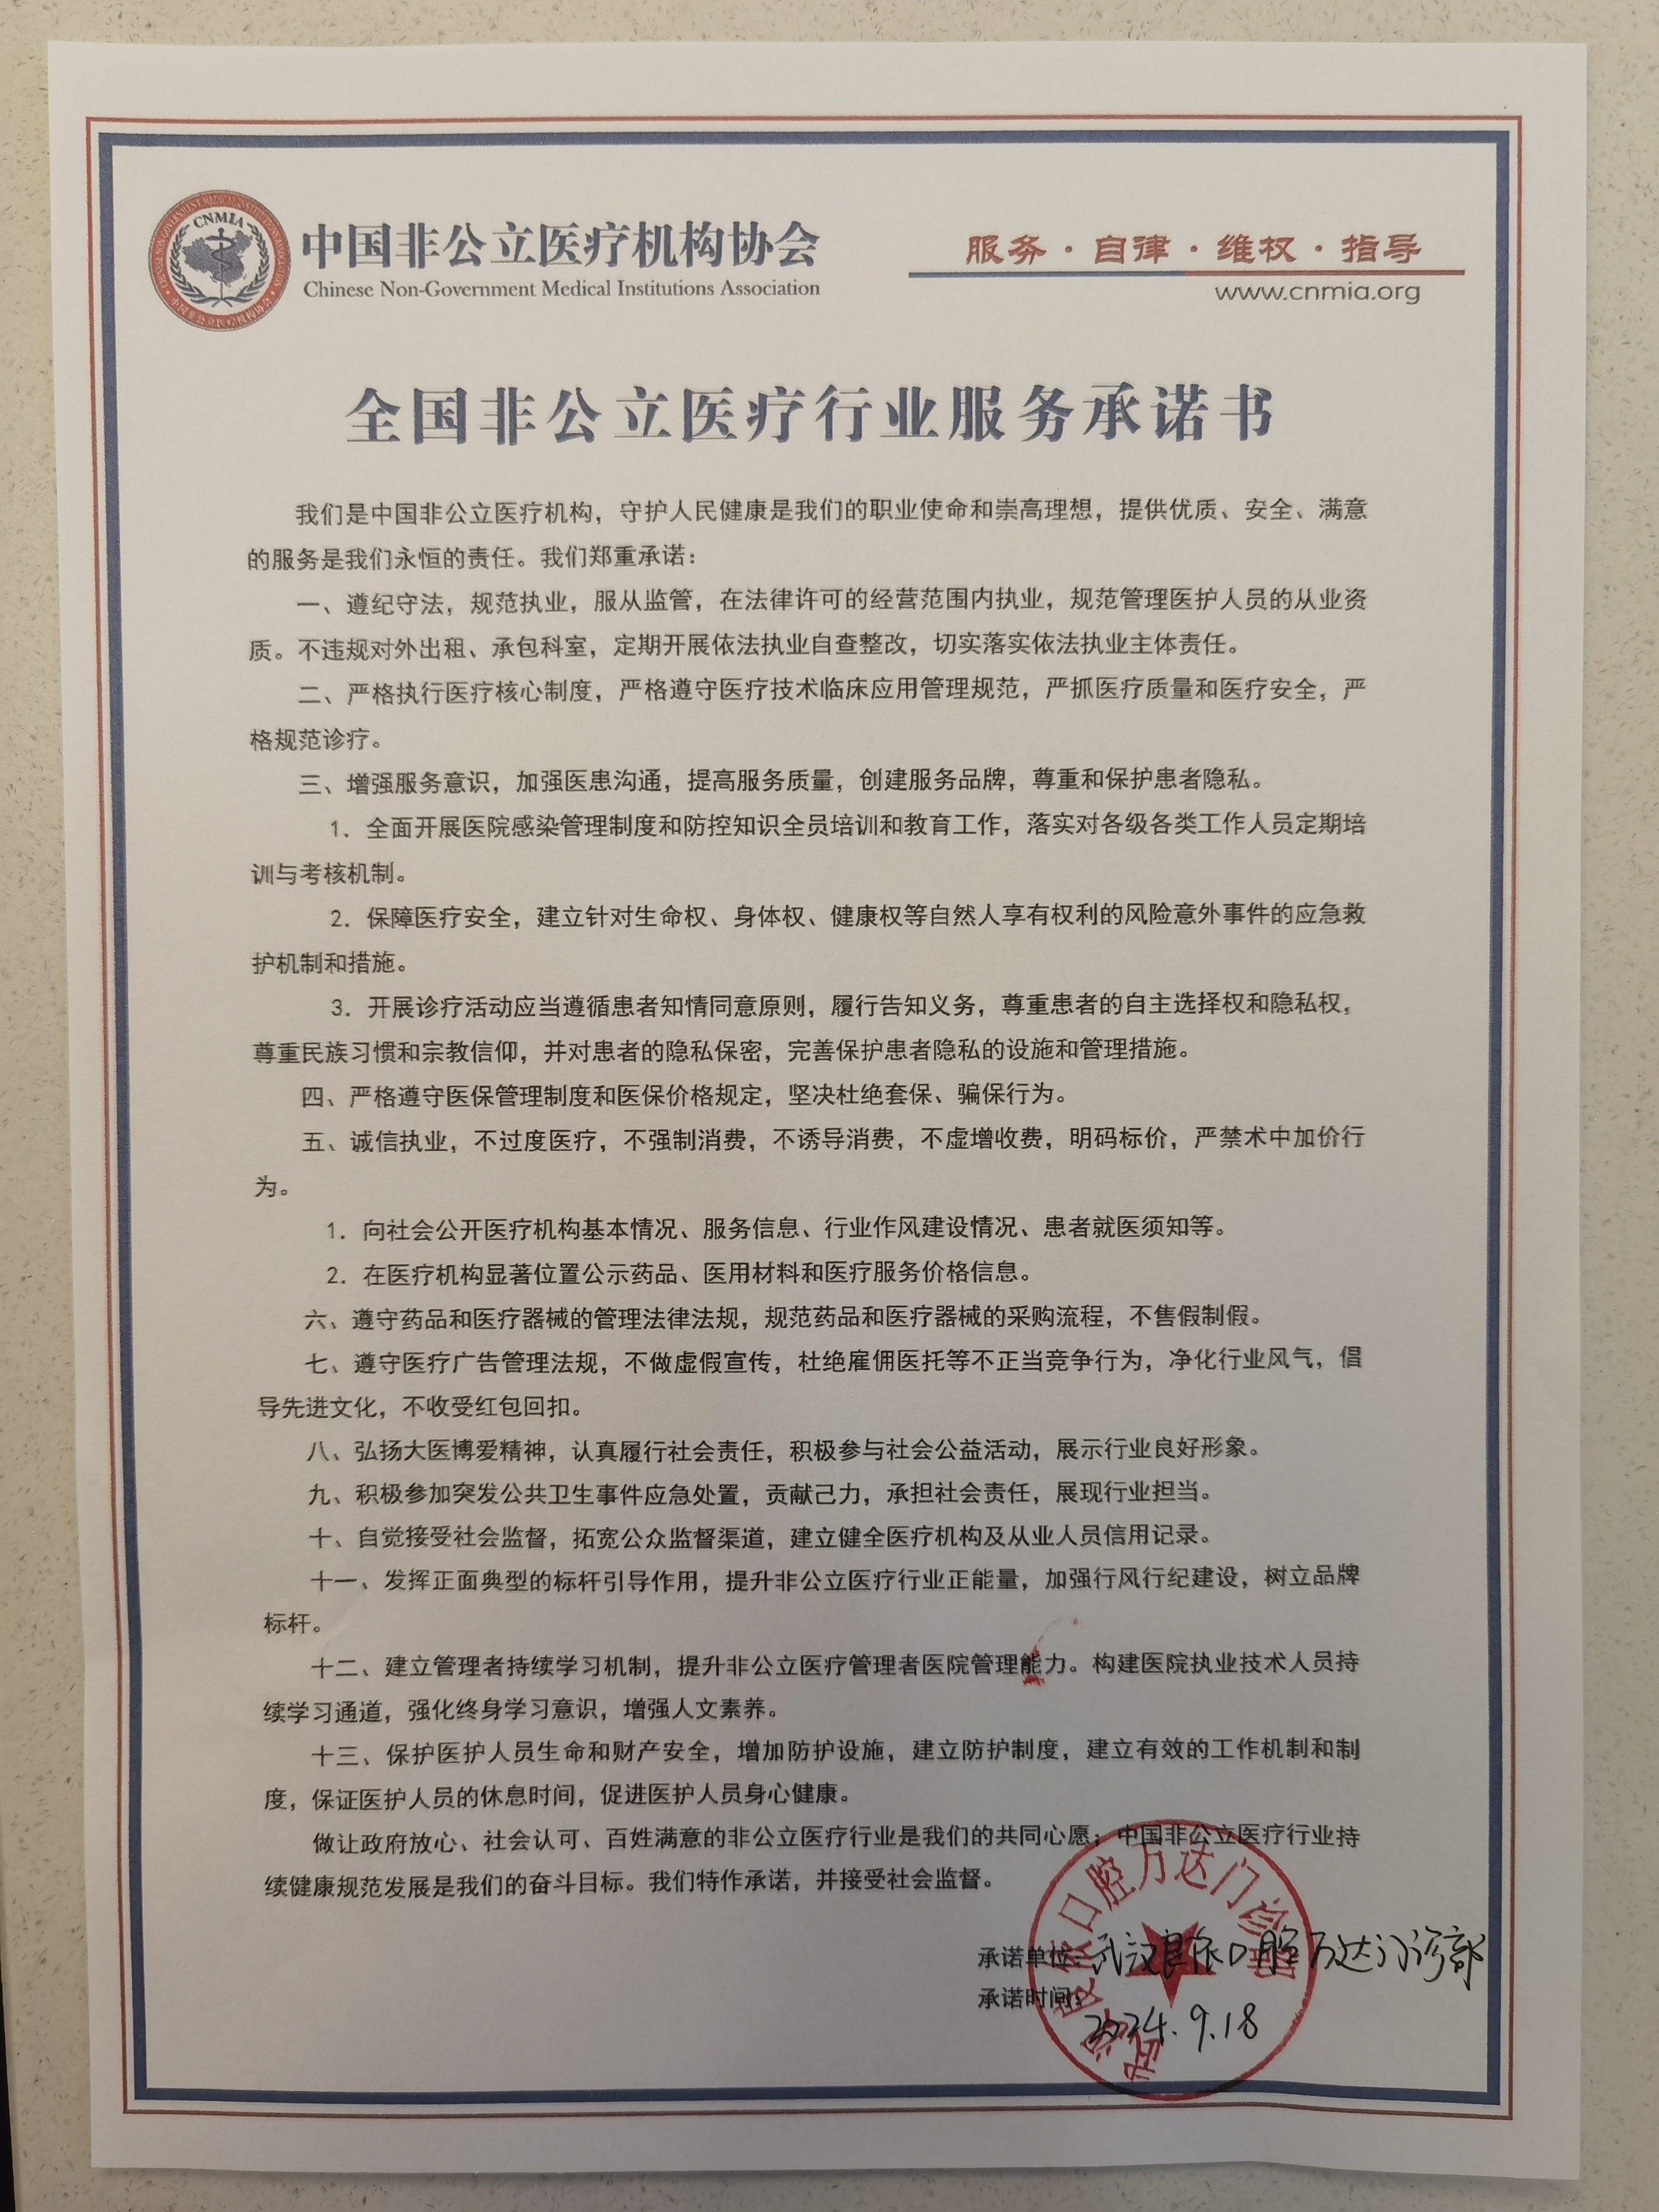 CNMIA
中国非公立医疗机构协会
Chinese Non-Government Medical Institutions Association
服务·自律·维权·指导
www.cnmia.org
全国非公立医疗行业服务承诺书
我们是中国非公立医疗机构，守护人民健康是我们的职业使命和崇高理想，提供优质、安全、满意
的服务是我们永恒的责任。我们郑重承诺：
一、遵纪守法，规范执业，服从监管，在法律许可的经营范围内执业，规范管理医护人员的从业资
质。不违规对外出租、承包科室，定期开展依法执业自查整改，切实落实依法执业主体责任。
二、严格执行医疗核心制度，严格遵守医疗技术临床应用管理规范，严抓医疗质量和医疗安全，严
格规范诊疗。
三、增强服务意识，加强医患沟通，提高服务质量，创建服务品牌，尊重和保护患者隐私。
1．全面开展医院感染管理制度和防控知识全员培训和教育工作，落实对各级各类工作人员定期培
训与考核机制。
2．保障医疗安全，建立针对生命权、身体权、健康权等自然人享有权利的风险意外事件的应急救
护机制和措施。
3．开展诊疗活动应当遵循患者知情同意原则，履行告知义务，尊重患者的自主选择权和隐私权，
尊重民族习惯和宗教信仰，并对患者的隐私保密，完善保护患者隐私的设施和管理措施。
四、严格遵守医保管理制度和医保价格规定，坚决杜绝套保、骗保行为。
五、诚信执业，不过度医疗，不强制消费，不诱导消费，不虚增收费，明码标价，严禁术中加价行
为。
1．向社会公开医疗机构基本情况、服务信息、行业作风建设情况、患者就医须知等。
2．在医疗机构显著位置公示药品、医用材料和医疗服务价格信息。
六、遵守药品和医疗器械的管理法律法规，规范药品和医疗器械的采购流程，不售假制假。
七、遵守医疗广告管理法规，不做虚假宣传，杜绝雇佣医托等不正当竞争行为，净化行业风气，倡
导先进文化，不收受红包回扣。
八、弘扬大医博爱精神，认真履行社会责任，积极参与社会公益活动，展示行业良好形象。
九、积极参加突发公共卫生事件应急处置，贡献己力，承担社会责任，展现行业担当。
十、自觉接受社会监督，拓宽公众监督渠道，建立健全医疗机构及从业人员信用记录。
十一、发挥正面典型的标杆引导作用，提升非公立医疗行业正能量，加强行风行纪建设，树立品牌
标杆。
十二、建立管理者持续学习机制，提升非公立医疗管理者医院管理能力。构建医院执业技术人员持
续学习通道，强化终身学习意识，增强人文素养。
十三、保护医护人员生命和财产安全，增加防护设施，建立防护制度，建立有效的工作机制和制
度，保证医护人员的休息时间，促进医护人员身心健康。
做让政府放心、社会认可、百姓满意的非公立医疗行业是我们的共同心愿；中国非公立医疗行业持
续健康规范发展是我们的奋斗目标。我们特作承诺，并接受社会监督。
承诺单位：武汉良依口腔万达门诊部
承诺时间：
2024.9.18
武汉良依口腔万达门诊部